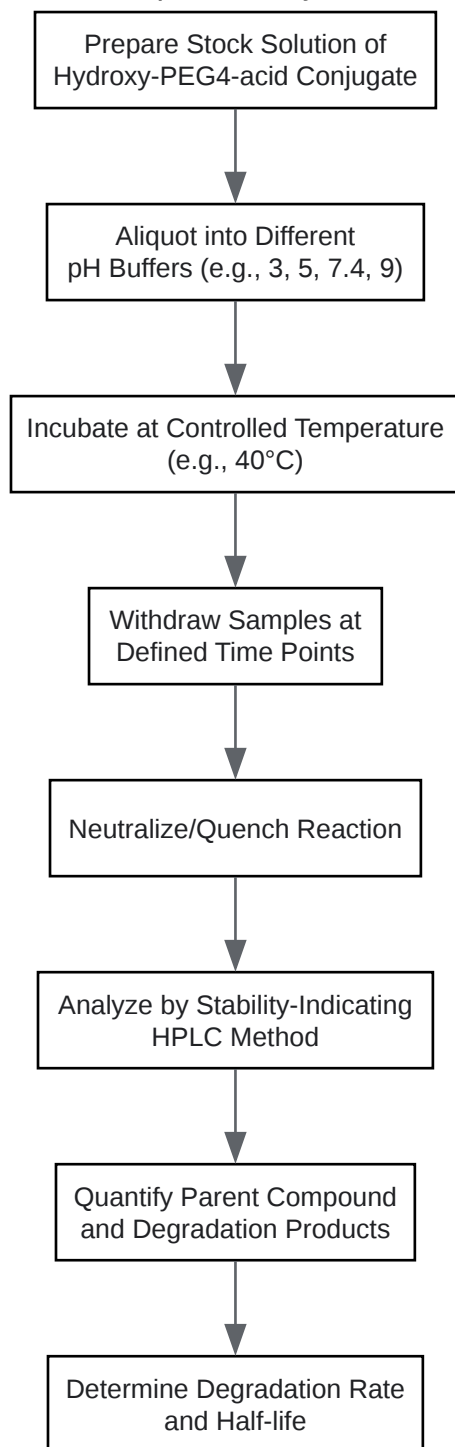 Prepare Stock Solution of
Hydroxy-PEG4-acid Conjugate
Aliquot into Different
pH Buffers (e.g., 3, 5, 7.4, 9)
Incubate at Controlled Temperature
(e.g., 40°C)
Withdraw Samples at
Defined Time Points
Neutralize/Quench Reaction
Analyze by Stability-Indicating
HPLC Method
Quantify Parent Compound
and Degradation Products
Determine Degradation Rate
and Half-life